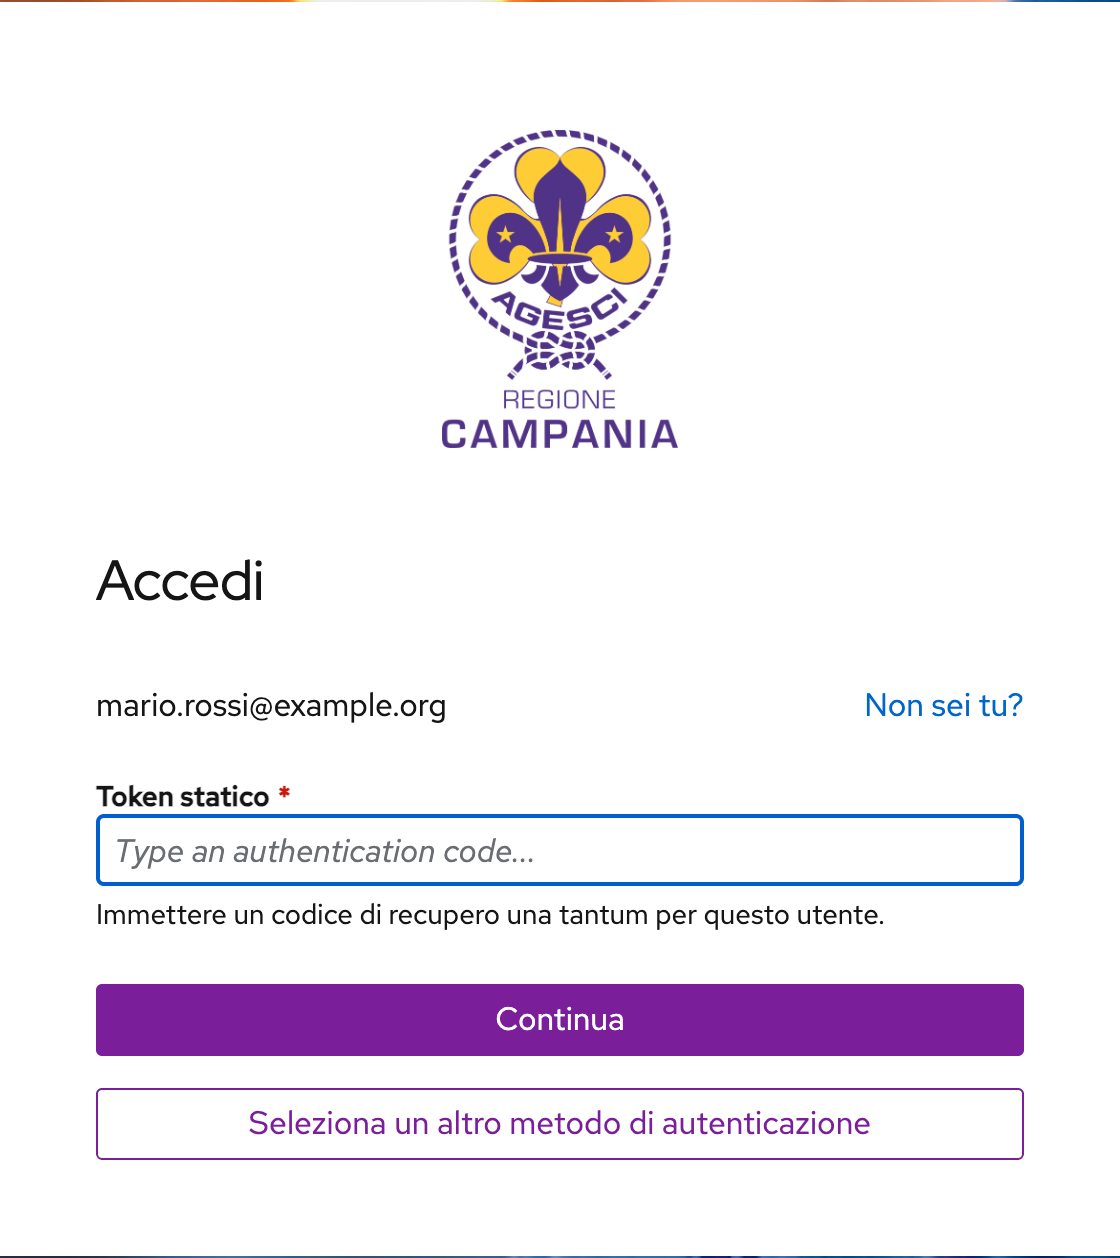 AGESCI
REGIONE
CAMPANIA
Accedi
mario.rossi@example.org Non sei tu?
Token statico *
Type an authentication code...
Immettere un codice di recupero una tantum per questo utente.
Continua
Seleziona un altro metodo di autenticazione